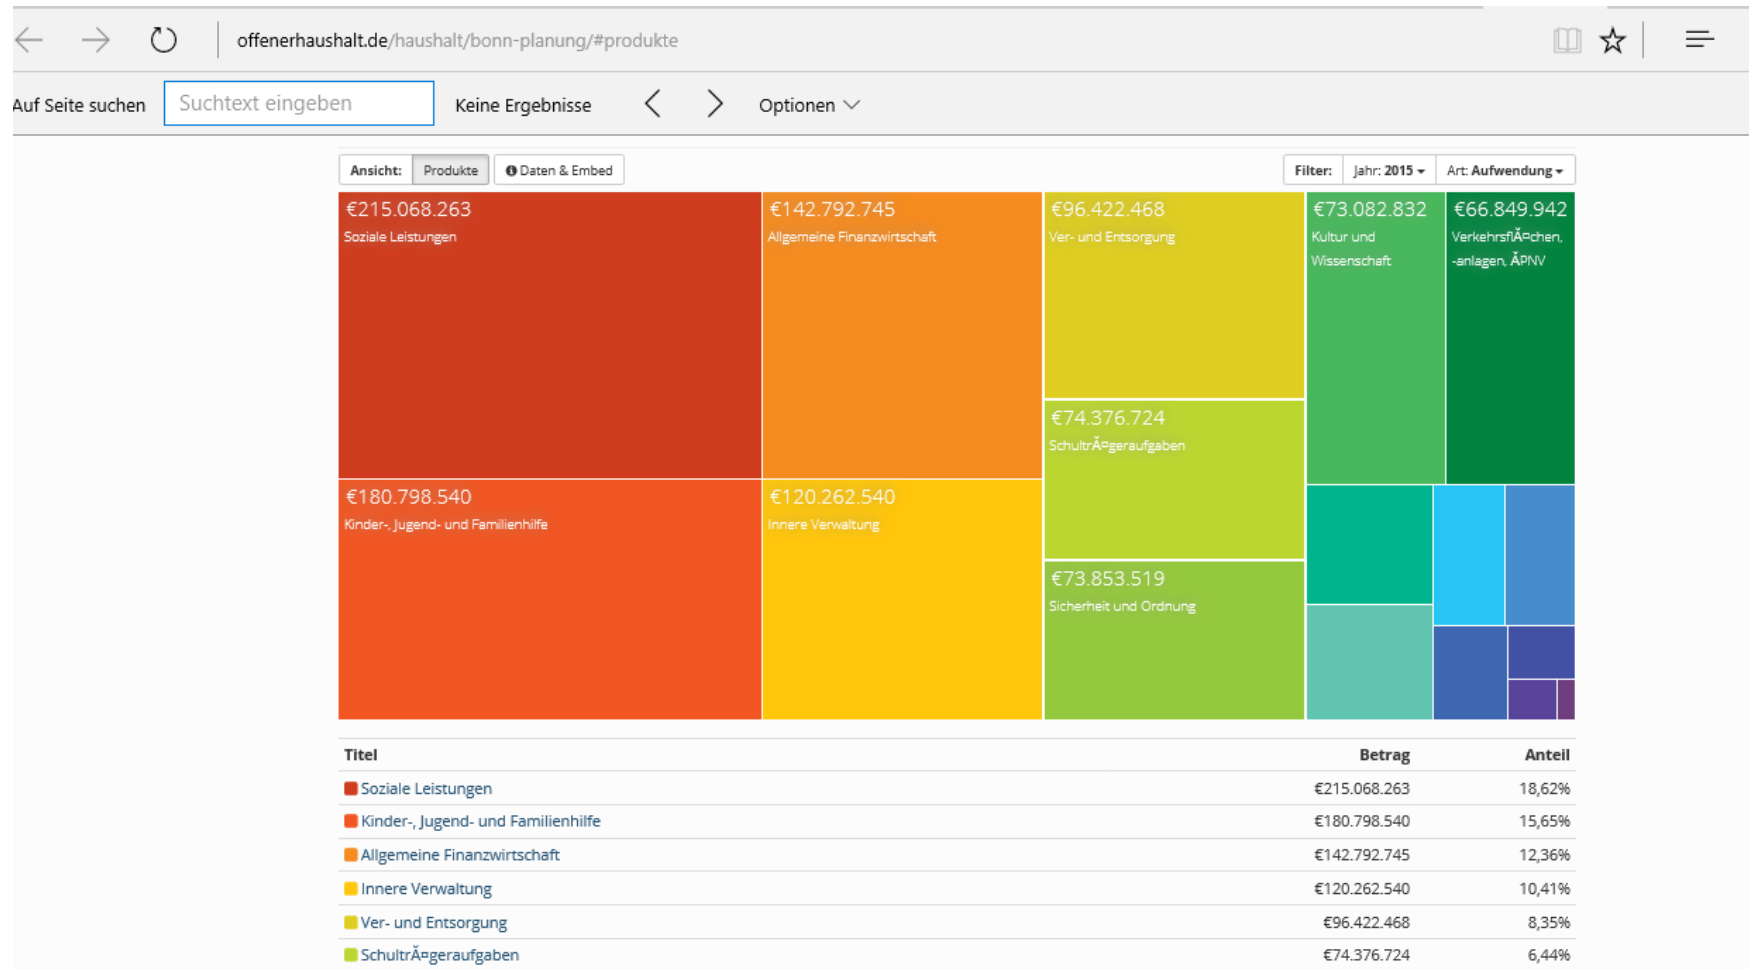 offenerhaushalt.de/haushalt/bonn-planung/#produkte
Auf Seite suchen Suchtext eingeben Keine Ergebnisse Optionen
Ansicht: Produkte Daten & Embed Filter: Jahr: 2015 Art: Aufwendung
€215.068.263
Soziale Leistungen
€142.792.745
Allgemeine Finanzwirtschaft
€96.422.468
Ver- und Entsorgung
€73.082.832
Kultur und
Wissenschaft
€66.849.942
VerkehrsflĂ¤chen,
-anlagen, ĂPNV
€74.376.724
SchultrĂ¤geraufgaben
€180.798.540
Kinder-, Jugend- und Familienhilfe
€120.262.540
Innere Verwaltung
€73.853.519
Sicherheit und Ordnung
Titel Betrag Anteil
Soziale Leistungen €215.068.263 18,62%
Kinder-, Jugend- und Familienhilfe €180.798.540 15,65%
Allgemeine Finanzwirtschaft €142.792.745 12,36%
Innere Verwaltung €120.262.540 10,41%
Ver- und Entsorgung €96.422.468 8,35%
SchultrĂ¤geraufgaben €74.376.724 6,44%